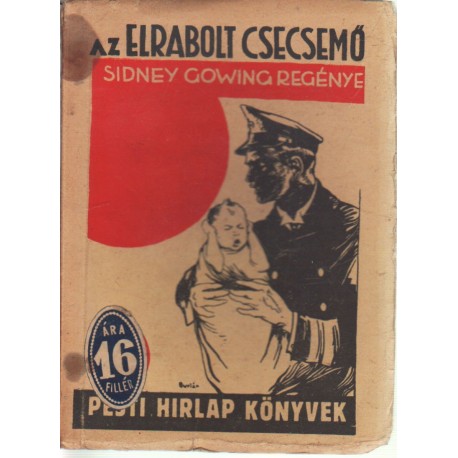 AZ ELRABOLT CSECSEMŐ
SIDNEY GOWING REGÉNYE
ÁRA
16
FILLÉR
PESTI HIRLAP KÖNYVEK